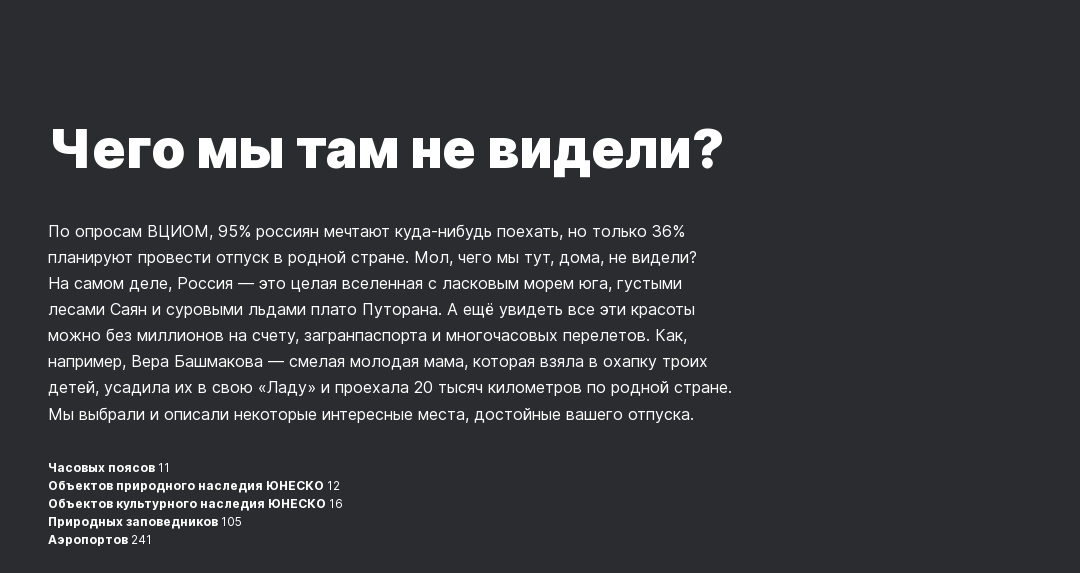 Чего мы там не видели?
По опросам ВЦИОМ, 95% россиян мечтают куда-нибудь поехать, но только 36%
планируют провести отпуск в родной стране. Мол, чего мы тут, дома, не видели?
На самом деле, Россия — это целая вселенная с ласковым морем юга, густыми
лесами Саян и суровыми льдами плато Путорана. А ещё увидеть все эти красоты
можно без миллионов на счету, загранпаспорта и многочасовых перелетов. Как,
например, Вера Башмакова — смелая молодая мама, которая взяла в охапку троих
детей, усадила их в свою «Ладу» и проехала 20 тысяч километров по родной стране.
Мы выбрали и описали некоторые интересные места, достойные вашего отпуска.
Часовых поясов 11
Объектов природного наследия ЮНЕСКО 12
Объектов культурного наследия ЮНЕСКО 16
Природных заповедников 105
Аэропортов 241